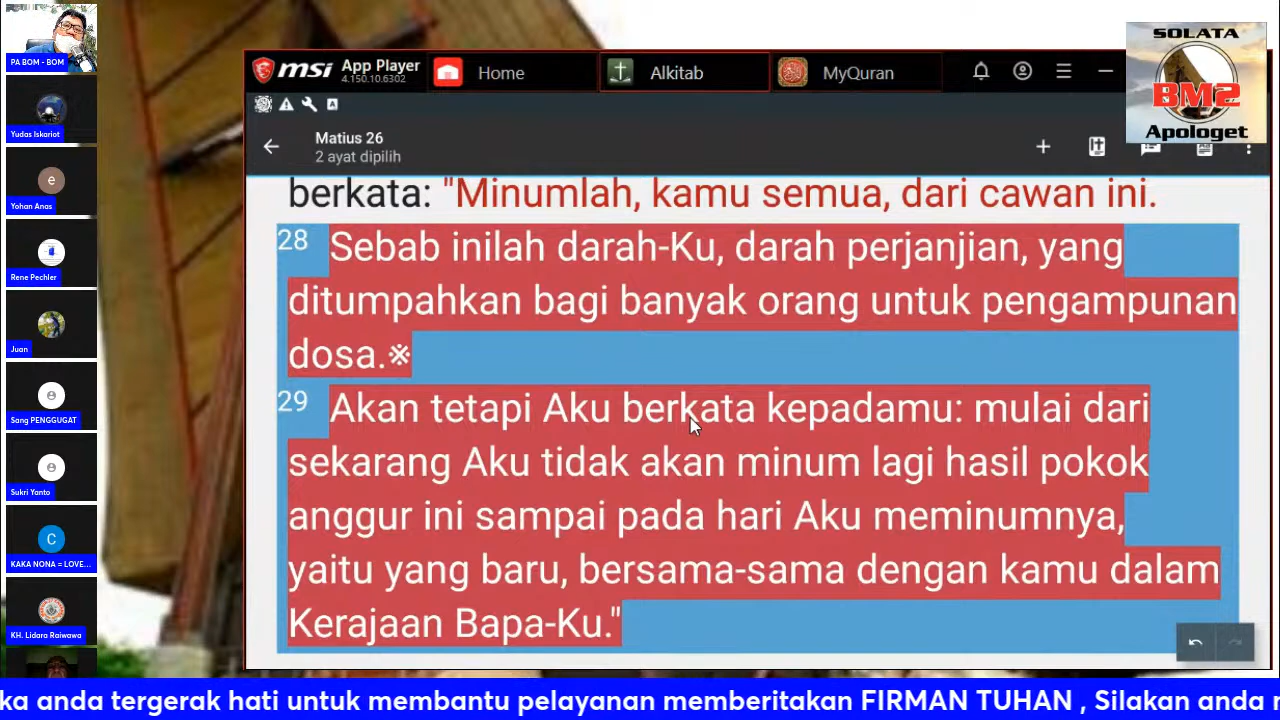 PA BOM - BOM
Yudas Iskariot
e
Yohan Anas
Rene Pechler
Juan
Sang PENGGUGAT
Sukri Yanto
C
KAKA NONA = LOVE...
KH. Lidara Raiwawa
msi App Player
4.150.10.6302
Home
Alkitab
MyQuran
SOLATA
BM2
Apologet
Matius 26
2 ayat dipilih
berkata: "Minumlah, kamu semua, dari cawan ini.
28 Sebab inilah darah-Ku, darah perjanjian, yang
ditumpahkan bagi banyak orang untuk pengampunan
dosa.※
29 Akan tetapi Aku berkata kepadamu: mulai dari
sekarang Aku tidak akan minum lagi hasil pokok
anggur ini sampai pada hari Aku meminumnya,
yaitu yang baru, bersama-sama dengan kamu dalam
Kerajaan Bapa-Ku."
ka anda tergerak hati untuk membantu pelayanan memberitakan FIRMAN TUHAN , Silakan anda